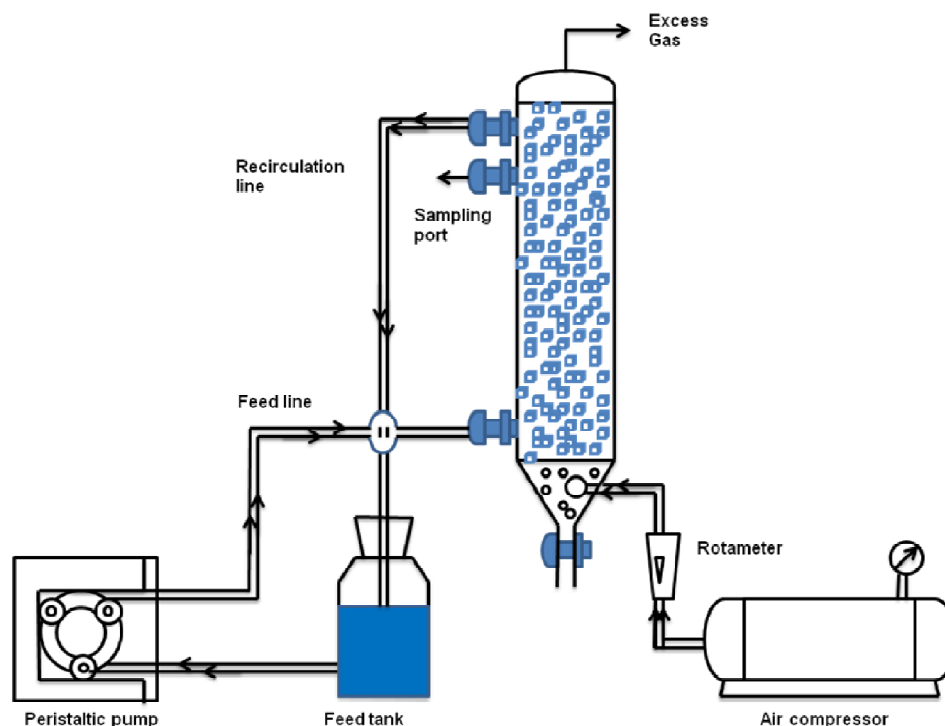 Excess
Gas
Recirculation
line
Sampling
port
Feed line
Rotameter
Peristaltic pump
Feed tank
Air compressor